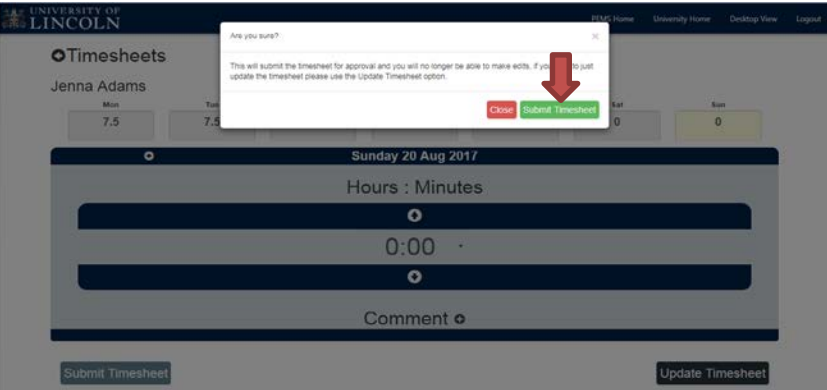 UNIVERSITY OF
LINCOLN
PEMS Home University Home Desktop View Logout
Are you sure? ×
This will submit the timesheet for approval and you will no longer be able to make edits, if you to just
update the timesheet please use the Update Timesheet option.
Close Submit Timesheet
Timesheets
Jenna Adams
Mon Tue Sat Sun
7.5 7.5 0 0
Sunday 20 Aug 2017
Hours : Minutes
0:00
Comment
Submit Timesheet Update Timesheet